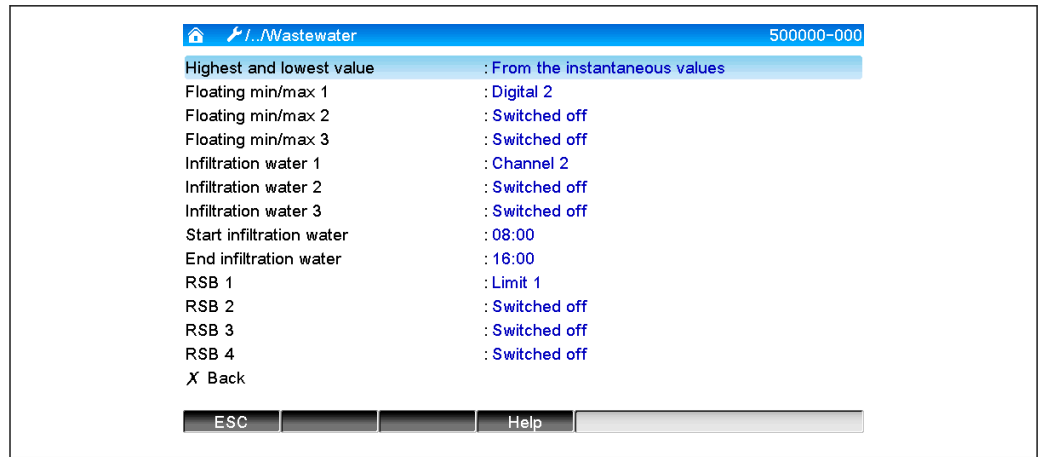 /../Wastewater 500000-000
Highest and lowest value : From the instantaneous values
Floating min/max 1 : Digital 2
Floating min/max 2 : Switched off
Floating min/max 3 : Switched off
Infiltration water 1 : Channel 2
Infiltration water 2 : Switched off
Infiltration water 3 : Switched off
Start infiltration water : 08:00
End infiltration water : 16:00
RSB 1 : Limit 1
RSB 2 : Switched off
RSB 3 : Switched off
RSB 4 : Switched off
X Back
ESC Help